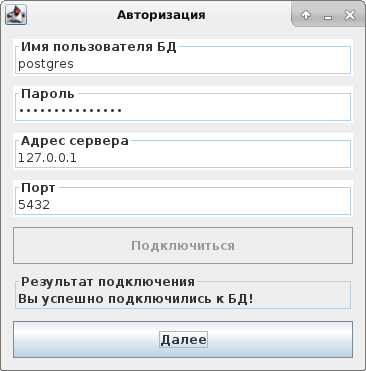 Авторизация
Имя пользователя БД
postgres
Пароль
•••••••••••••••
Адрес сервера
127.0.0.1
Порт
5432
Подключиться
Результат подключения
Вы успешно подключились к БД!
Далее